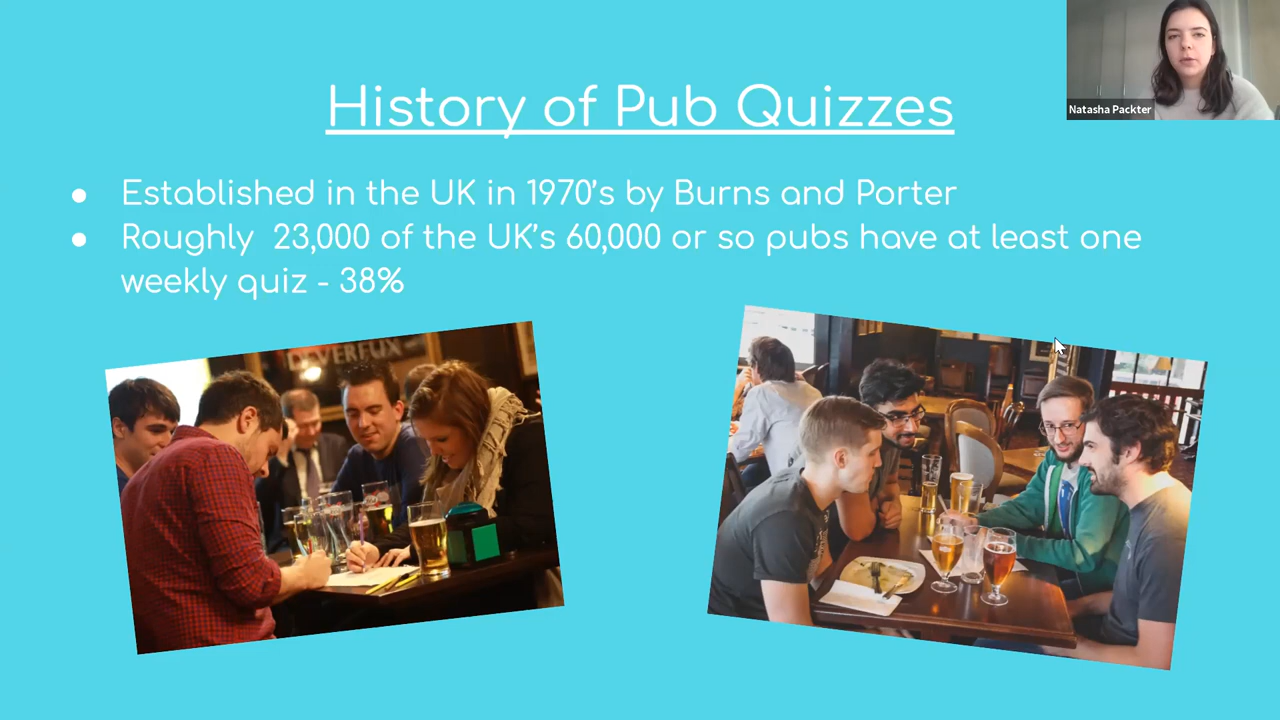 Natasha Packter
History of Pub Quizzes
● Established in the UK in 1970's by Burns and Porter
● Roughly  23,000 of the UK's 60,000 or so pubs have at least one
weekly quiz - 38%